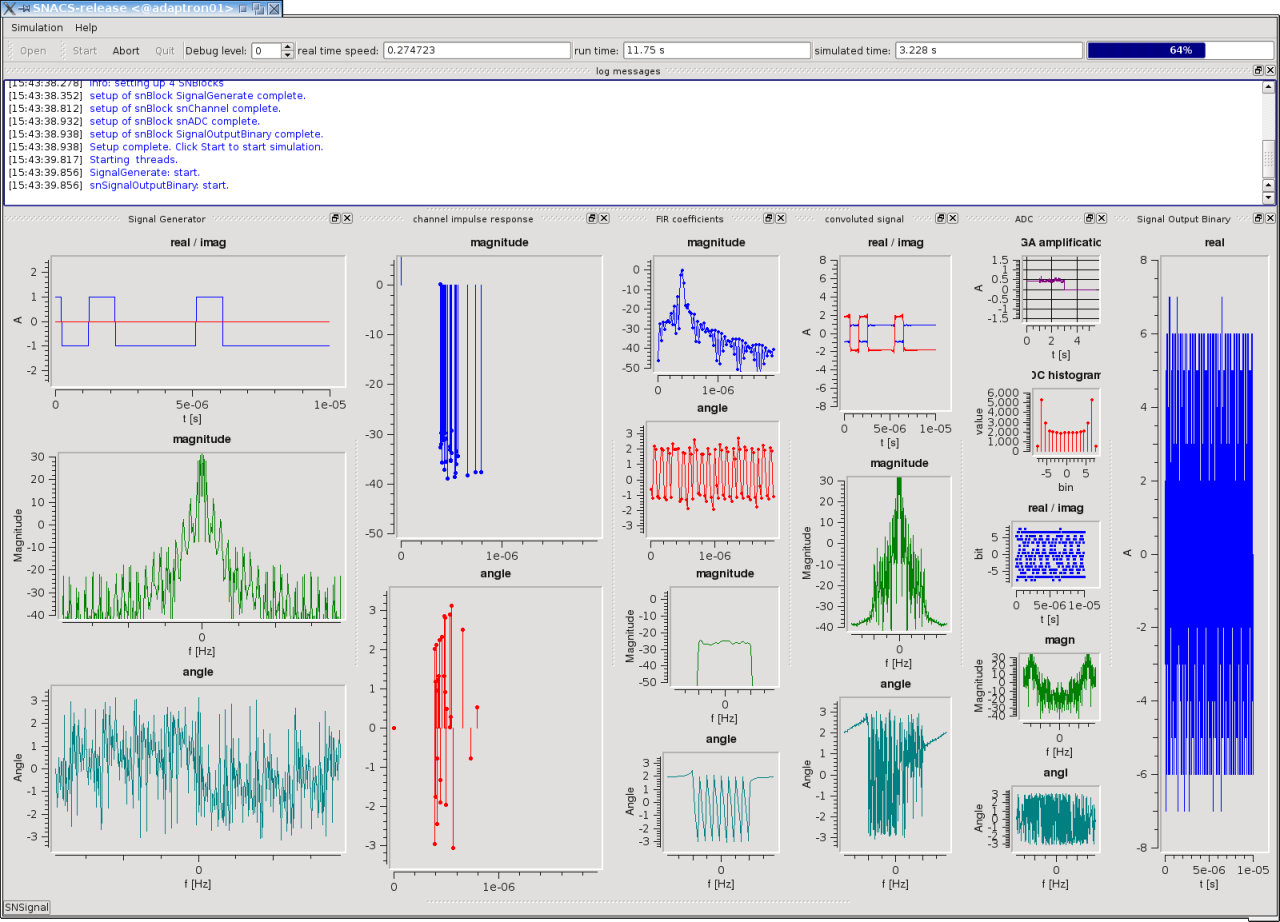 SNACS-release <@adaptron01>
Simulation Help
Open Start Abort Quit Debug level: 0 real time speed: 0.274723 run time: 11.75 s simulated time: 3.228 s 64%
log messages
[15:43:38.278] info: setting up 4 SNBlocks
[15:43:38.352] setup of snBlock SignalGenerate complete.
[15:43:38.812] setup of snBlock snChannel complete.
[15:43:38.932] setup of snBlock snADC complete.
[15:43:38.938] setup of snBlock SignalOutputBinary complete.
[15:43:38.938] Setup complete. Click Start to start simulation.
[15:43:39.817] Starting threads.
[15:43:39.856] SignalGenerate: start.
[15:43:39.856] snSignalOutputBinary: start.
Signal Generator
real / imag
A
2
1
0
-1
-2
0 5e-06 1e-05
t [s]
magnitude
Magnitude
30
20
10
0
-10
-20
-30
-40
0
f [Hz]
angle
Angle
3
2
1
0
-1
-2
-3
0
f [Hz]
channel impulse response
magnitude
0
-10
-20
-30
-40
-50
0 1e-06
angle
3
2
1
0
-1
-2
-3
0 1e-06
FIR coefficients
magnitude
0
-10
-20
-30
-40
-50
0 1e-06
angle
3
2
1
0
-1
-2
-3
0 1e-06
magnitude
Magnitude
0
-10
-20
-30
-40
-50
0
f [Hz]
angle
Angle
3
2
1
0
-1
-2
-3
0
f [Hz]
convoluted signal
real / imag
A
8
6
4
2
0
-2
-4
-6
-8
0 5e-06 1e-05
t [s]
magnitude
Magnitude
30
20
10
0
-10
-20
-30
-40
0
f [Hz]
angle
Angle
3
2
1
0
-1
-2
-3
0
f [Hz]
ADC
GA amplificatic
A
1.5
1
0.5
0
-0.5
-1
-1.5
0 2 4
t [s]
DC histogram
value
6,000
5,000
4,000
3,000
2,000
1,000
0
-5 0 5
bin
real / imag
bit
5
0
-5
0 5e-06 1e-05
t [s]
magn
Magnitude
30
20
10
0
-10
-20
-30
-40
0
f [Hz]
angl
Angle
3
2
1
0
-1
-2
-3
0
f [Hz]
Signal Output Binary
real
A
8
6
4
2
0
-2
-4
-6
-8
0 5e-06 1e-05
t [s]
SNSignal